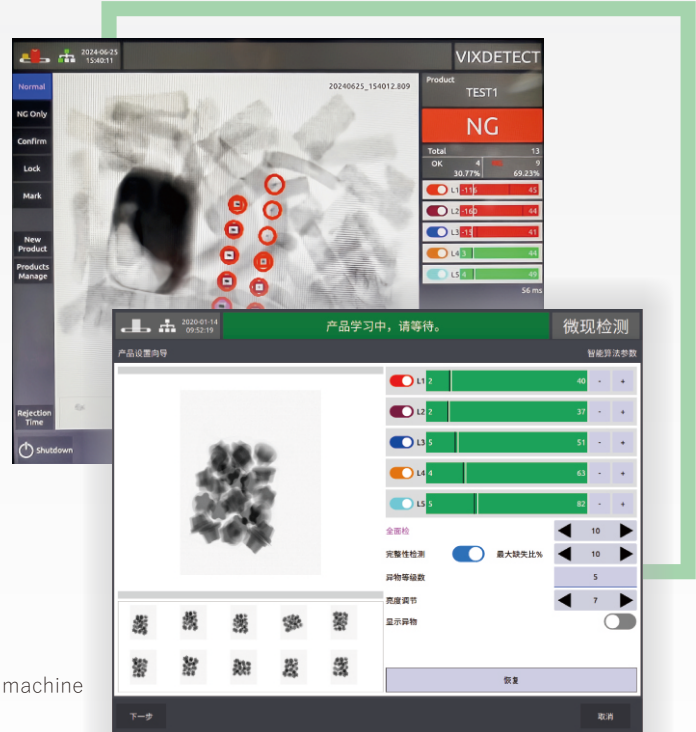 2024-06-25
15:40:11
VIXDETECT
Normal
NG Only
Confirm
Lock
Mark
New
Product
Products
Manage
Rejection
Time
Shutdown
20240625_154012.809
Product
TEST1
NG
Total 13
OK 4 NG 9
30.77% 69.23%
L1 -116 45
L2 -160 44
L3 -15 41
L4 3 44
L5 4 49
56 ms
2020-01-14
09:52:19
产品学习中，请等待。
微现检测
产品设置向导
智能算法参数
L1 2 40 - +
L2 2 37 - +
L3 5 51 - +
L4 4 63 - +
L5 5 82 - +
全面检 10
完整性检测 最大缺失比% 10
异物等级数 5
亮度调节 7
显示异物
恢复
下一步
取消
machine